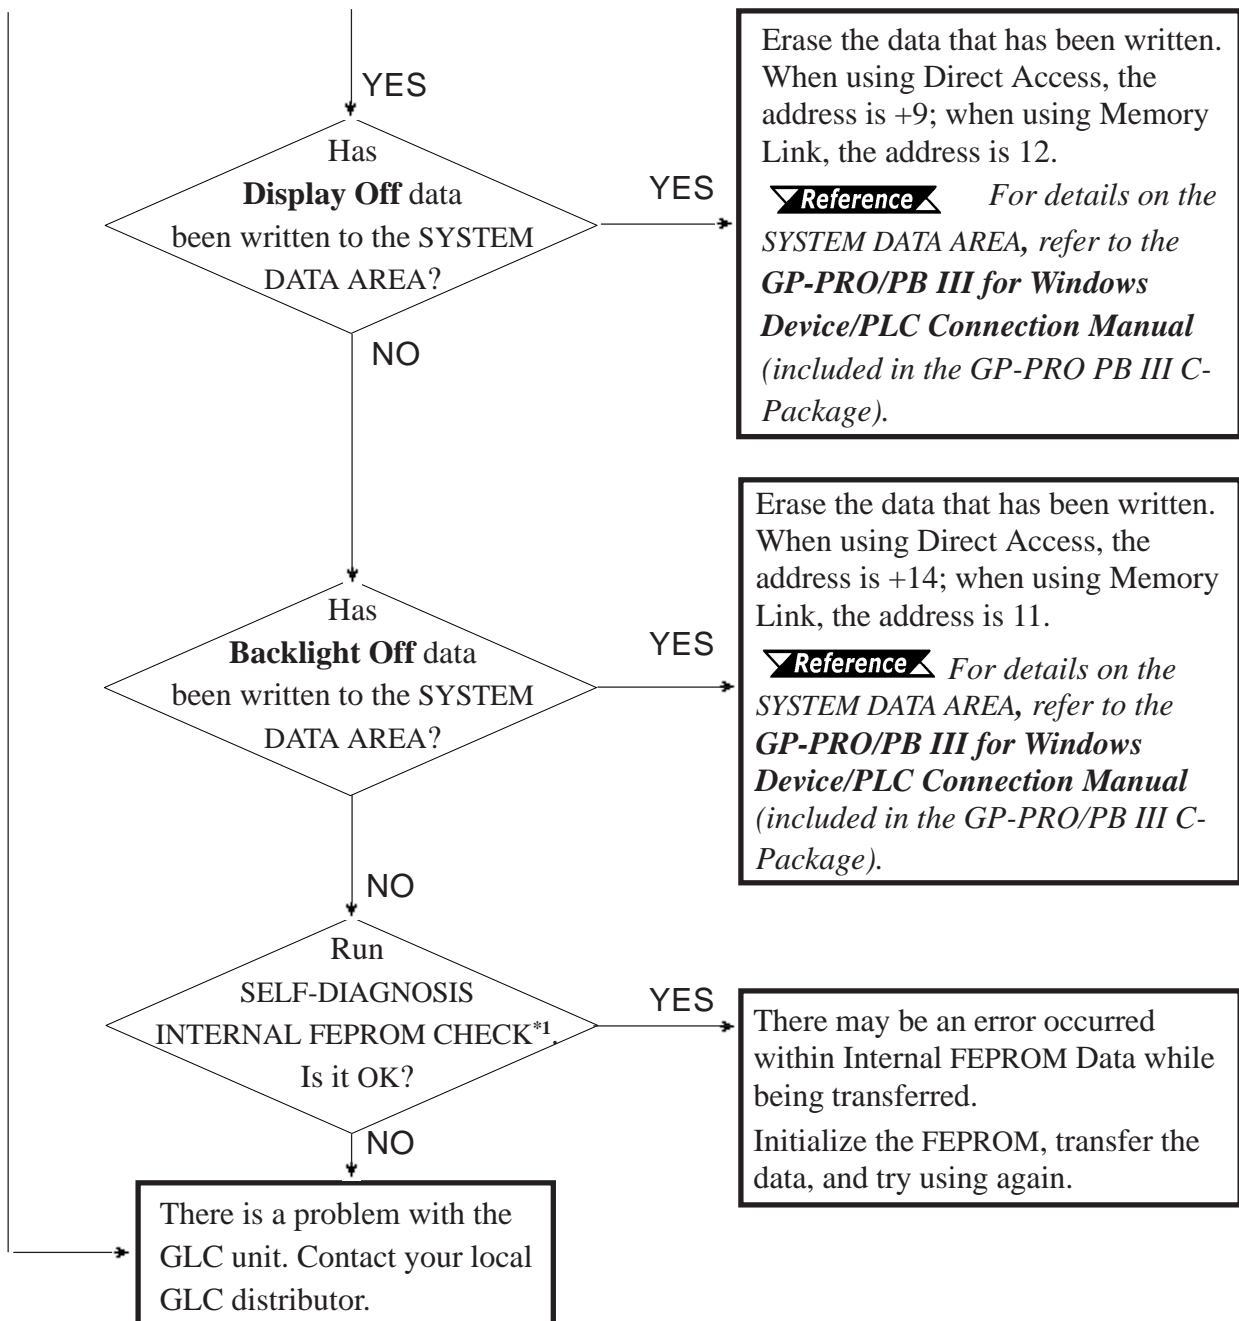 YES
Has
Display Off data
been written to the SYSTEM
DATA AREA?
YES
Erase the data that has been written.
When using Direct Access, the
address is +9; when using Memory
Link, the address is 12.
Reference For details on the
SYSTEM DATA AREA, refer to the
GP-PRO/PB III for Windows
Device/PLC Connection Manual
(included in the GP-PRO PB III C-
Package).
NO
Has
Backlight Off data
been written to the SYSTEM
DATA AREA?
YES
Erase the data that has been written.
When using Direct Access, the
address is +14; when using Memory
Link, the address is 11.
Reference For details on the
SYSTEM DATA AREA, refer to the
GP-PRO/PB III for Windows
Device/PLC Connection Manual
(included in the GP-PRO/PB III C-
Package).
NO
Run
SELF-DIAGNOSIS
INTERNAL FEPROM CHECK*1.
Is it OK?
YES
There may be an error occurred
within Internal FEPROM Data while
being transferred.
Initialize the FEPROM, transfer the
data, and try using again.
NO
There is a problem with the
GLC unit. Contact your local
GLC distributor.